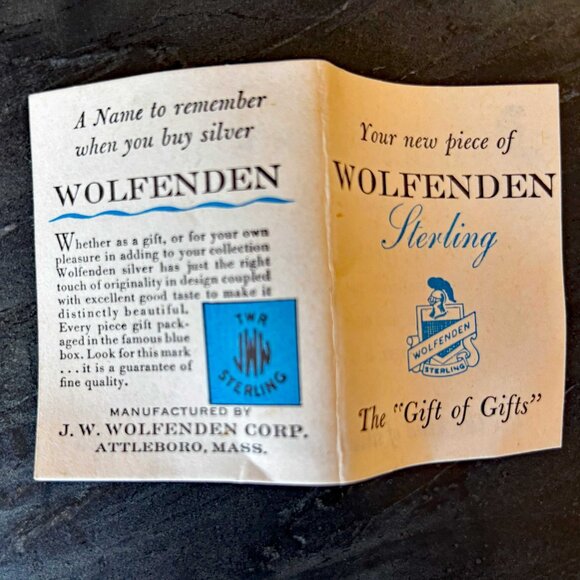 A Name to remember
when you buy silver
WOLFENDEN
Whether as a gift, or for your own
pleasure in adding to your collection
Wolfenden silver has just the right
touch of originality in design coupled
with excellent good taste to make it
distinctly beautiful.
Every piece gift pack-
aged in the famous blue
box. Look for this mark
...it is a guarantee of
fine quality.
TWR
JWW
STERLING
MANUFACTURED BY
J. W. WOLFENDEN CORP.
ATTLEBORO, MASS.
Your new piece of
WOLFENDEN
Sterling
WOLFENDEN
STERLING
The "Gift of Gifts"